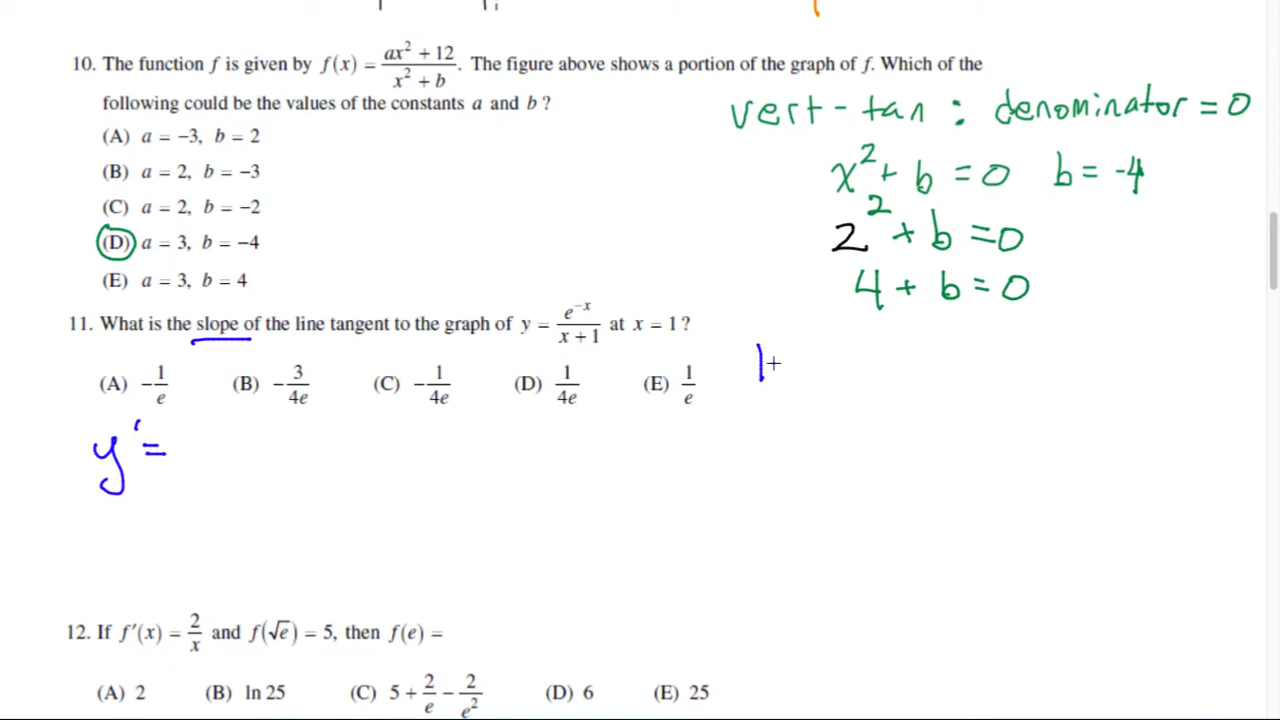 10. The function f is given by f(x) = (ax² + 12)/(x² + b). The figure above shows a portion of the graph of f. Which of the
following could be the values of the constants a and b ?
(A) a = −3, b = 2
(B) a = 2, b = −3
(C) a = 2, b = −2
(D) a = 3, b = −4
(E) a = 3, b = 4
vert - tan : denominator = 0
x² + b = 0 b = -4
2² + b = 0
4 + b = 0
11. What is the slope of the line tangent to the graph of y = e⁻ˣ/(x + 1) at x = 1 ?
(A) −1/e (B) −3/4e (C) −1/4e (D) 1/4e (E) 1/e
y' =
12. If f′(x) = 2/x and f(√e) = 5, then f(e) =
(A) 2 (B) ln 25 (C) 5 + 2/e − 2/e² (D) 6 (E) 25